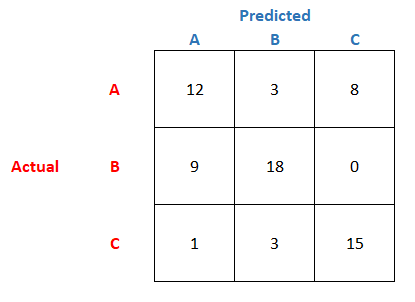 Predicted
A B C
A 12 3 8
Actual B 9 18 0
C 1 3 15